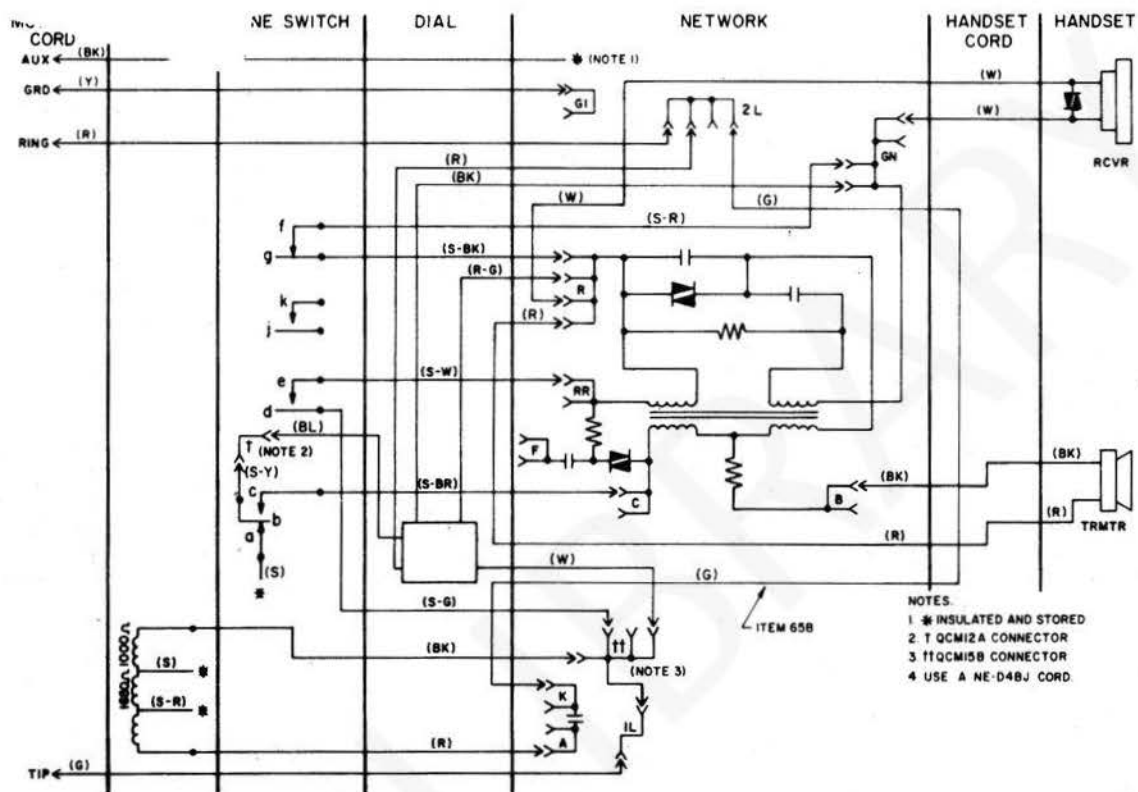 NE SWITCH
DIAL
NETWORK
HANDSET CORD
HANDSET
CORD
AUX
(BK)
* (NOTE 1)
GRD
(Y)
G1
(W)
2L
(W)
RING
(R)
GN
RCVR
(R)
(BK)
(W)
(G)
f
(S-R)
g
(S-BK)
(R-G)
R
k
j
(R)
e
(S-W)
RR
d
(BL)
† (NOTE 2)
F
(S-Y)
c
(S-BR)
C
B
(BK)
(BK)
b
a
(R)
(R)
TRMTR
(S)
*
(W)
(G)
(S-G)
ITEM 65B
NOTES.
1. * INSULATED AND STORED
2. † QCM12A CONNECTOR
3. †† QCM15B CONNECTOR
4 USE A NE-D4BJ CORD.
(BK)
††
(NOTE 3)
(S)
*
(S-R)
*
K
A
1L
(R)
TIP
(G)